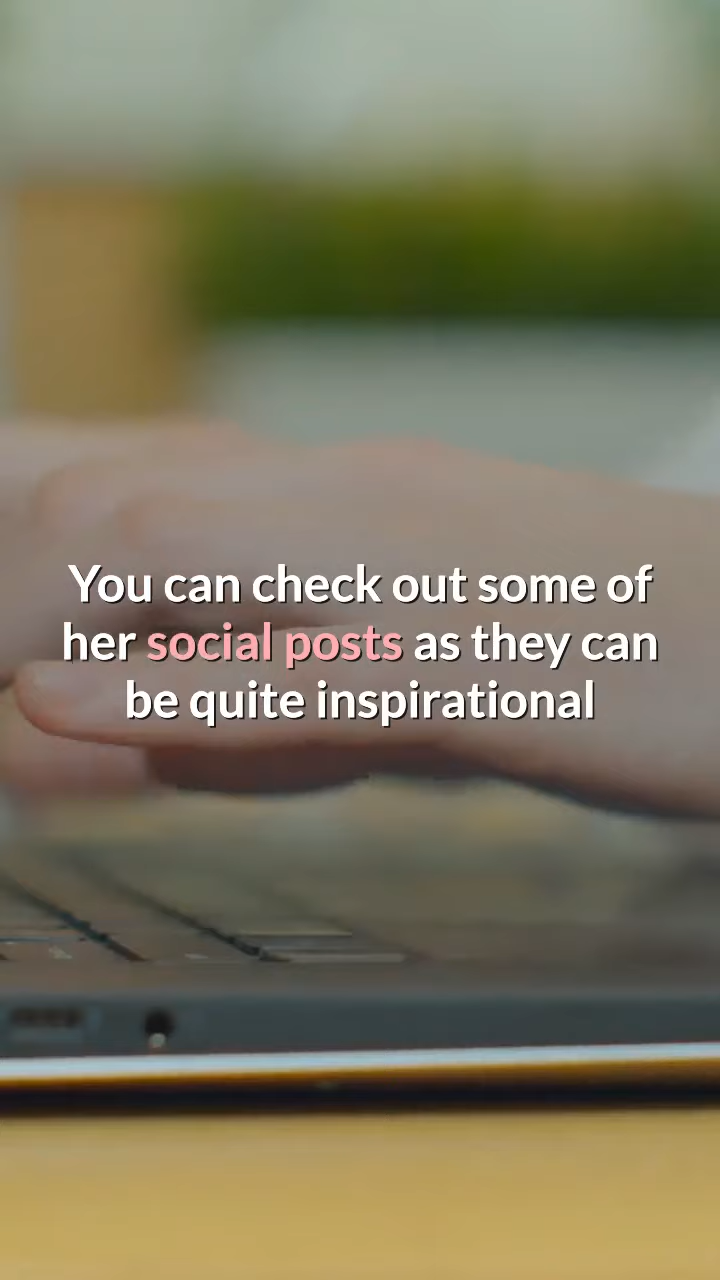 You can check out some of
her social posts as they can
be quite inspirational